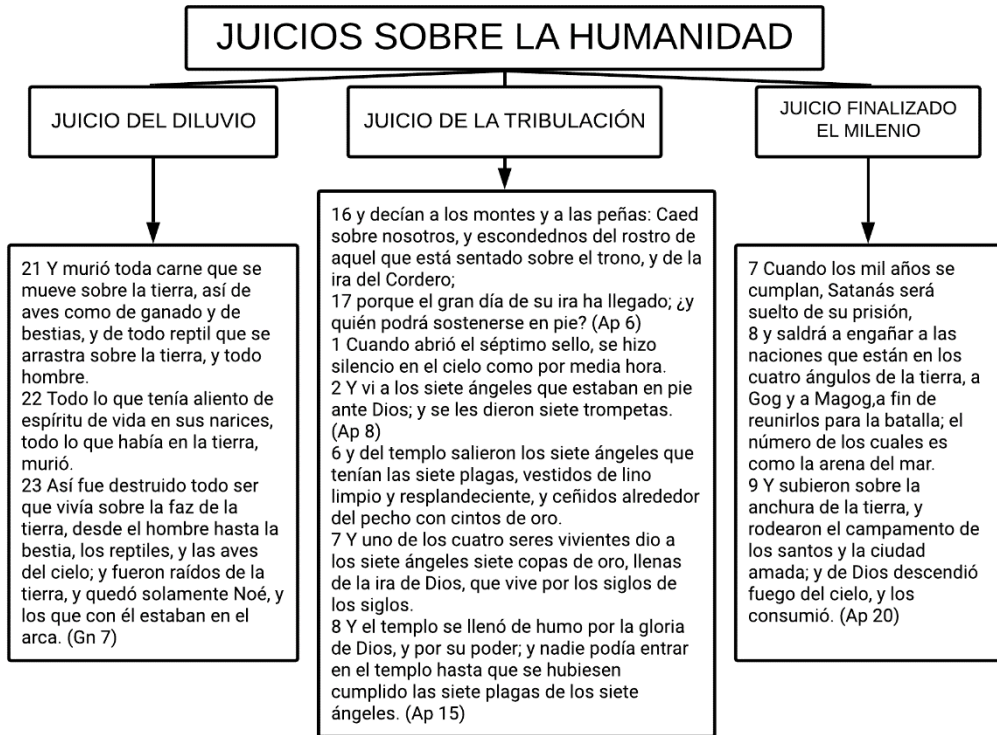 JUICIOS SOBRE LA HUMANIDAD
JUICIO DEL DILUVIO
21 Y murió toda carne que se
mueve sobre la tierra, así de
aves como de ganado y de
bestias, y de todo reptil que se
arrastra sobre la tierra, y todo
hombre.
22 Todo lo que tenía aliento de
espíritu de vida en sus narices,
todo lo que había en la tierra,
murió.
23 Así fue destruido todo ser
que vivía sobre la faz de la
tierra, desde el hombre hasta la
bestia, los reptiles, y las aves
del cielo; y fueron raídos de la
tierra, y quedó solamente Noé, y
los que con él estaban en el
arca. (Gn 7)
JUICIO DE LA TRIBULACIÓN
16 y decían a los montes y a las peñas: Caed
sobre nosotros, y escondednos del rostro de
aquel que está sentado sobre el trono, y de la
ira del Cordero;
17 porque el gran día de su ira ha llegado; ¿y
quién podrá sostenerse en pie? (Ap 6)
1 Cuando abrió el séptimo sello, se hizo
silencio en el cielo como por media hora.
2 Y vi a los siete ángeles que estaban en pie
ante Dios; y se les dieron siete trompetas.
(Ap 8)
6 y del templo salieron los siete ángeles que
tenían las siete plagas, vestidos de lino
limpio y resplandeciente, y ceñidos alrededor
del pecho con cintos de oro.
7 Y uno de los cuatro seres vivientes dio a
los siete ángeles siete copas de oro, llenas
de la ira de Dios, que vive por los siglos de
los siglos.
8 Y el templo se llenó de humo por la gloria
de Dios, y por su poder; y nadie podía entrar
en el templo hasta que se hubiesen
cumplido las siete plagas de los siete
ángeles. (Ap 15)
JUICIO FINALIZADO
EL MILENIO
7 Cuando los mil años se
cumplan, Satanás será
suelto de su prisión,
8 y saldrá a engañar a las
naciones que están en los
cuatro ángulos de la tierra, a
Gog y a Magog,a fin de
reunirlos para la batalla; el
número de los cuales es
como la arena del mar.
9 Y subieron sobre la
anchura de la tierra, y
rodearon el campamento de
los santos y la ciudad
amada; y de Dios descendió
fuego del cielo, y los
consumió. (Ap 20)